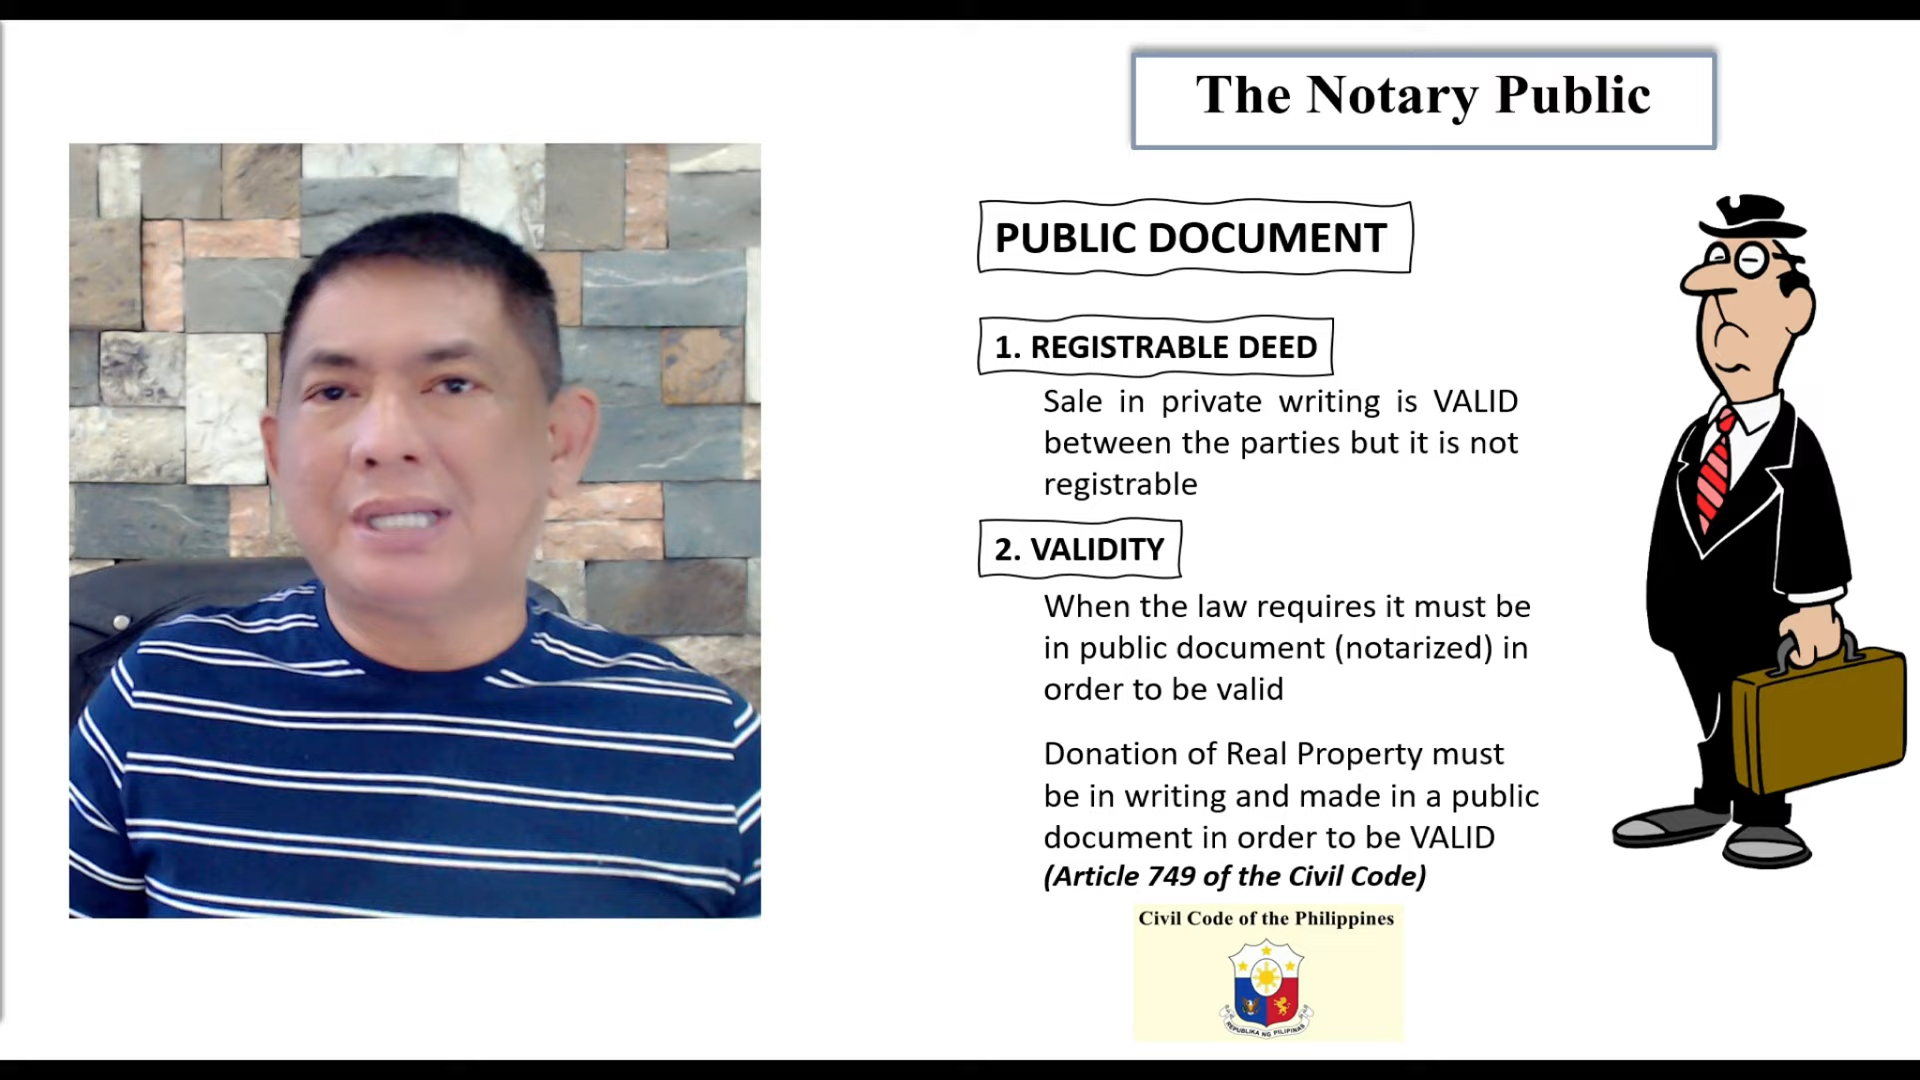 The Notary Public
PUBLIC DOCUMENT
1. REGISTRABLE DEED
Sale in private writing is VALID
between the parties but it is not
registrable
2. VALIDITY
When the law requires it must be
in public document (notarized) in
order to be valid
Donation of Real Property must
be in writing and made in a public
document in order to be VALID
(Article 749 of the Civil Code)
Civil Code of the Philippines
REPUBLIKA NG PILIPINAS